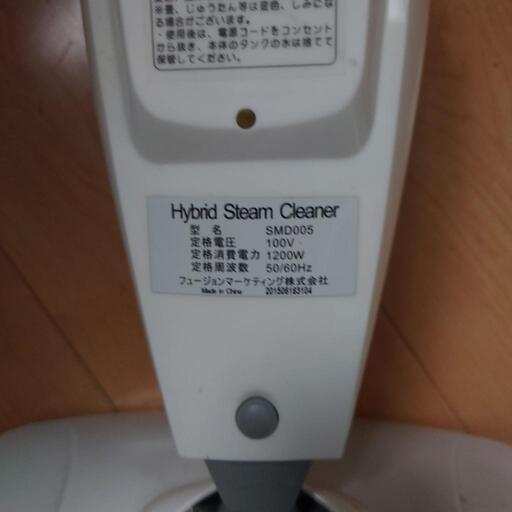 ※畳、じゅうたん等は変色、しみにな
る場合がございます。
・使用後は、電源コードをコンセント
から抜き、本体のタンクの水は捨てて
保管してください。
Hybrid Steam Cleaner
型 名 SMD005
定格電圧 100V
定格消費電力 1200W
定格周波数 50/60Hz
フュージョンマーケティング株式会社
Made in China 201506183104